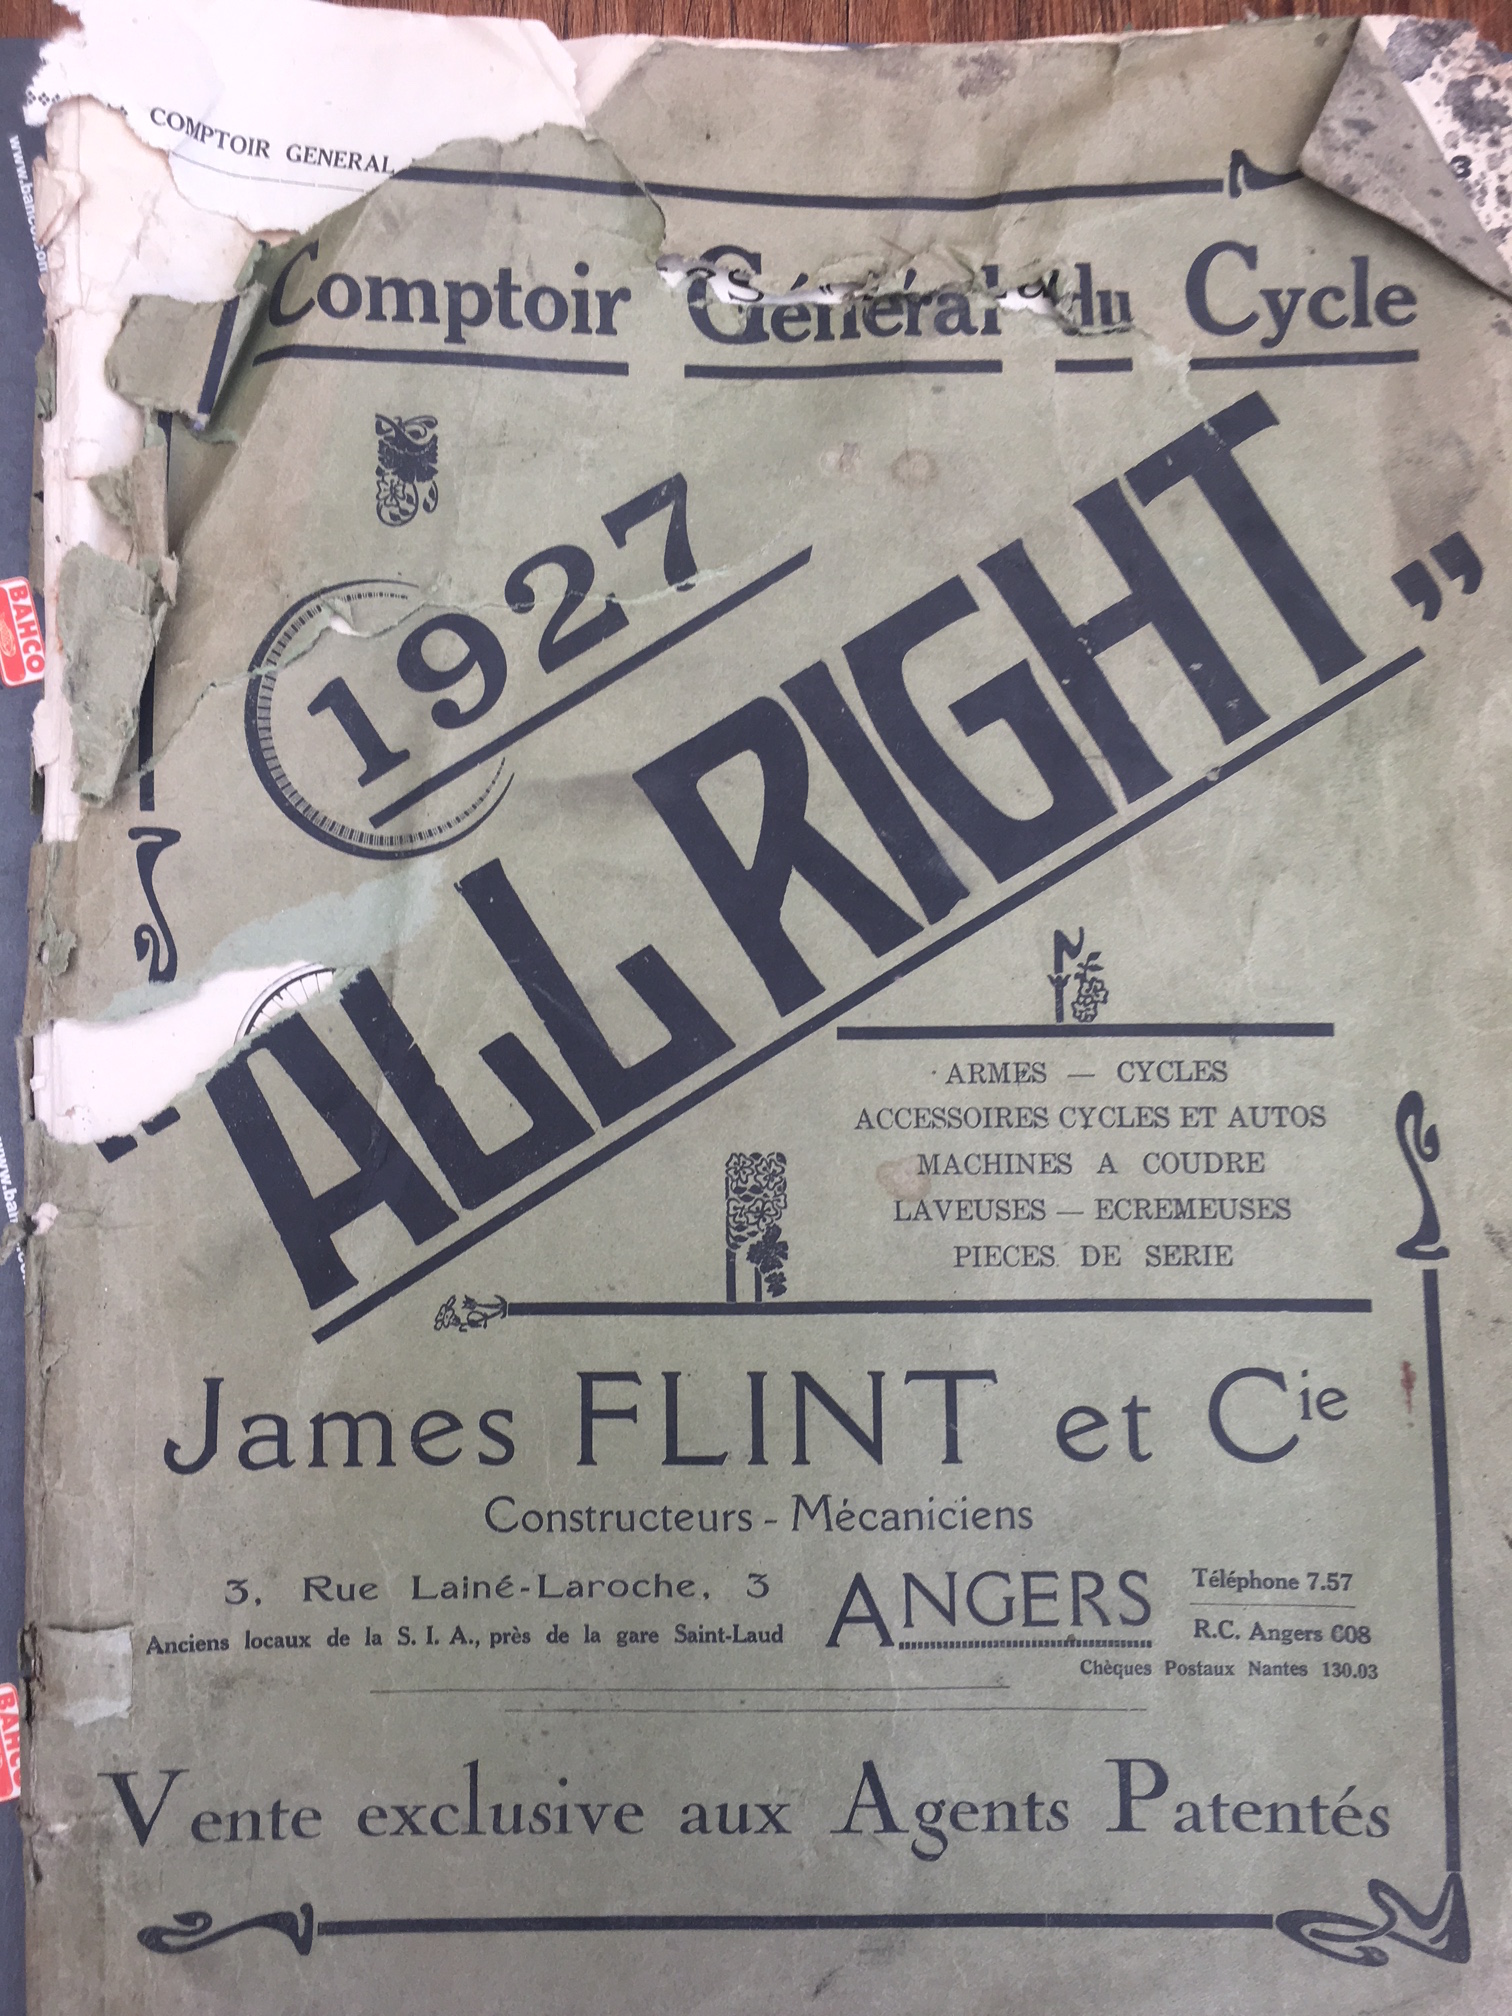 COMPTOIR GENERAL
3
Comptoir Général du Cycle
1927
"ALL RIGHT"
ARMES — CYCLES
ACCESSOIRES CYCLES ET AUTOS
MACHINES A COUDRE
LAVEUSES — ECREMEUSES
PIECES DE SERIE
James FLINT et Cie
Constructeurs - Mécaniciens
3, Rue Lainé-Laroche, 3
Anciens locaux de la S. I. A., près de la gare Saint-Laud
ANGERS
Téléphone 7.57
R.C. Angers C08
Chèques Postaux Nantes 130.03
Vente exclusive aux Agents Patentés
BAHCO
BAHCO